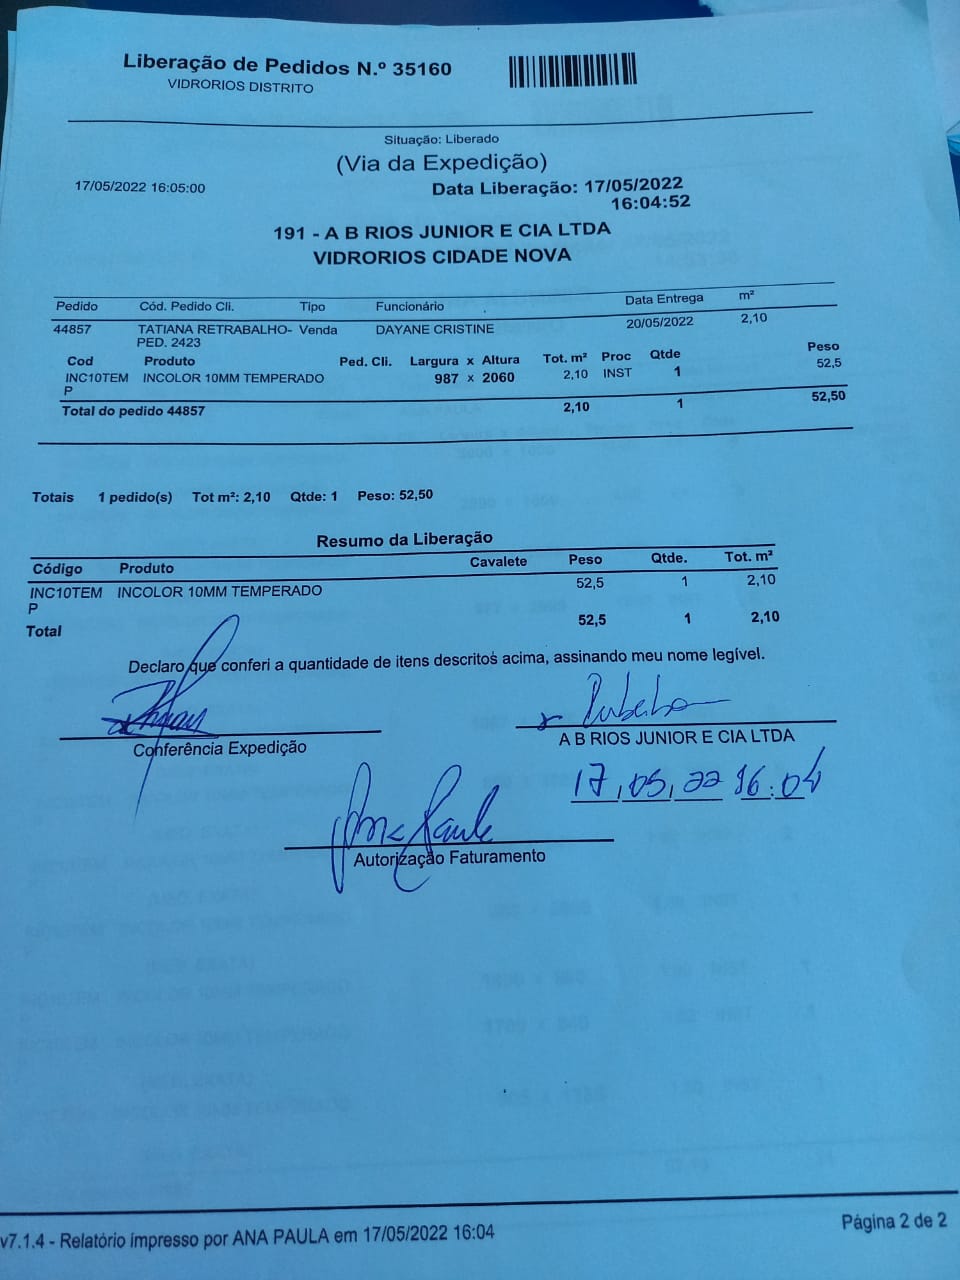 Liberação de Pedidos N.º 35160
VIDRORIOS DISTRITO
Situação: Liberado
(Via da Expedição)
17/05/2022 16:05:00
Data Liberação: 17/05/2022
16:04:52
191 - A B RIOS JUNIOR E CIA LTDA
VIDRORIOS CIDADE NOVA
Pedido Cód. Pedido Cli. Tipo Funcionário Data Entrega m²
44857 TATIANA RETRABALHO- Venda DAYANE CRISTINE 20/05/2022 2,10
PED. 2423
Cod Produto Ped. Cli. Largura x Altura Tot. m² Proc Qtde Peso
INC10TEM INCOLOR 10MM TEMPERADO 987 x 2060 2,10 INST 1 52,5
P
Total do pedido 44857 2,10 1 52,50
Totais 1 pedido(s) Tot m²: 2,10 Qtde: 1 Peso: 52,50
Resumo da Liberação
Código Produto Cavalete Peso Qtde. Tot. m²
INC10TEM INCOLOR 10MM TEMPERADO 52,5 1 2,10
P
Total 52,5 1 2,10
Declaro que conferi a quantidade de itens descritos acima, assinando meu nome legível.
Conferência Expedição
A B RIOS JUNIOR E CIA LTDA
17,05,22 16:04
Ana Paula
Autorização Faturamento
v7.1.4 - Relatório impresso por ANA PAULA em 17/05/2022 16:04
Página 2 de 2